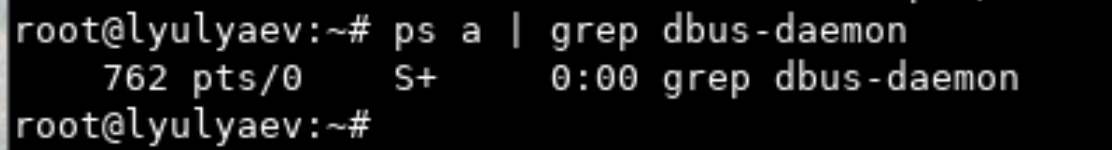 root@lyulyaev:~# ps a | grep dbus-daemon
    762 pts/0    S+     0:00 grep dbus-daemon
root@lyulyaev:~#